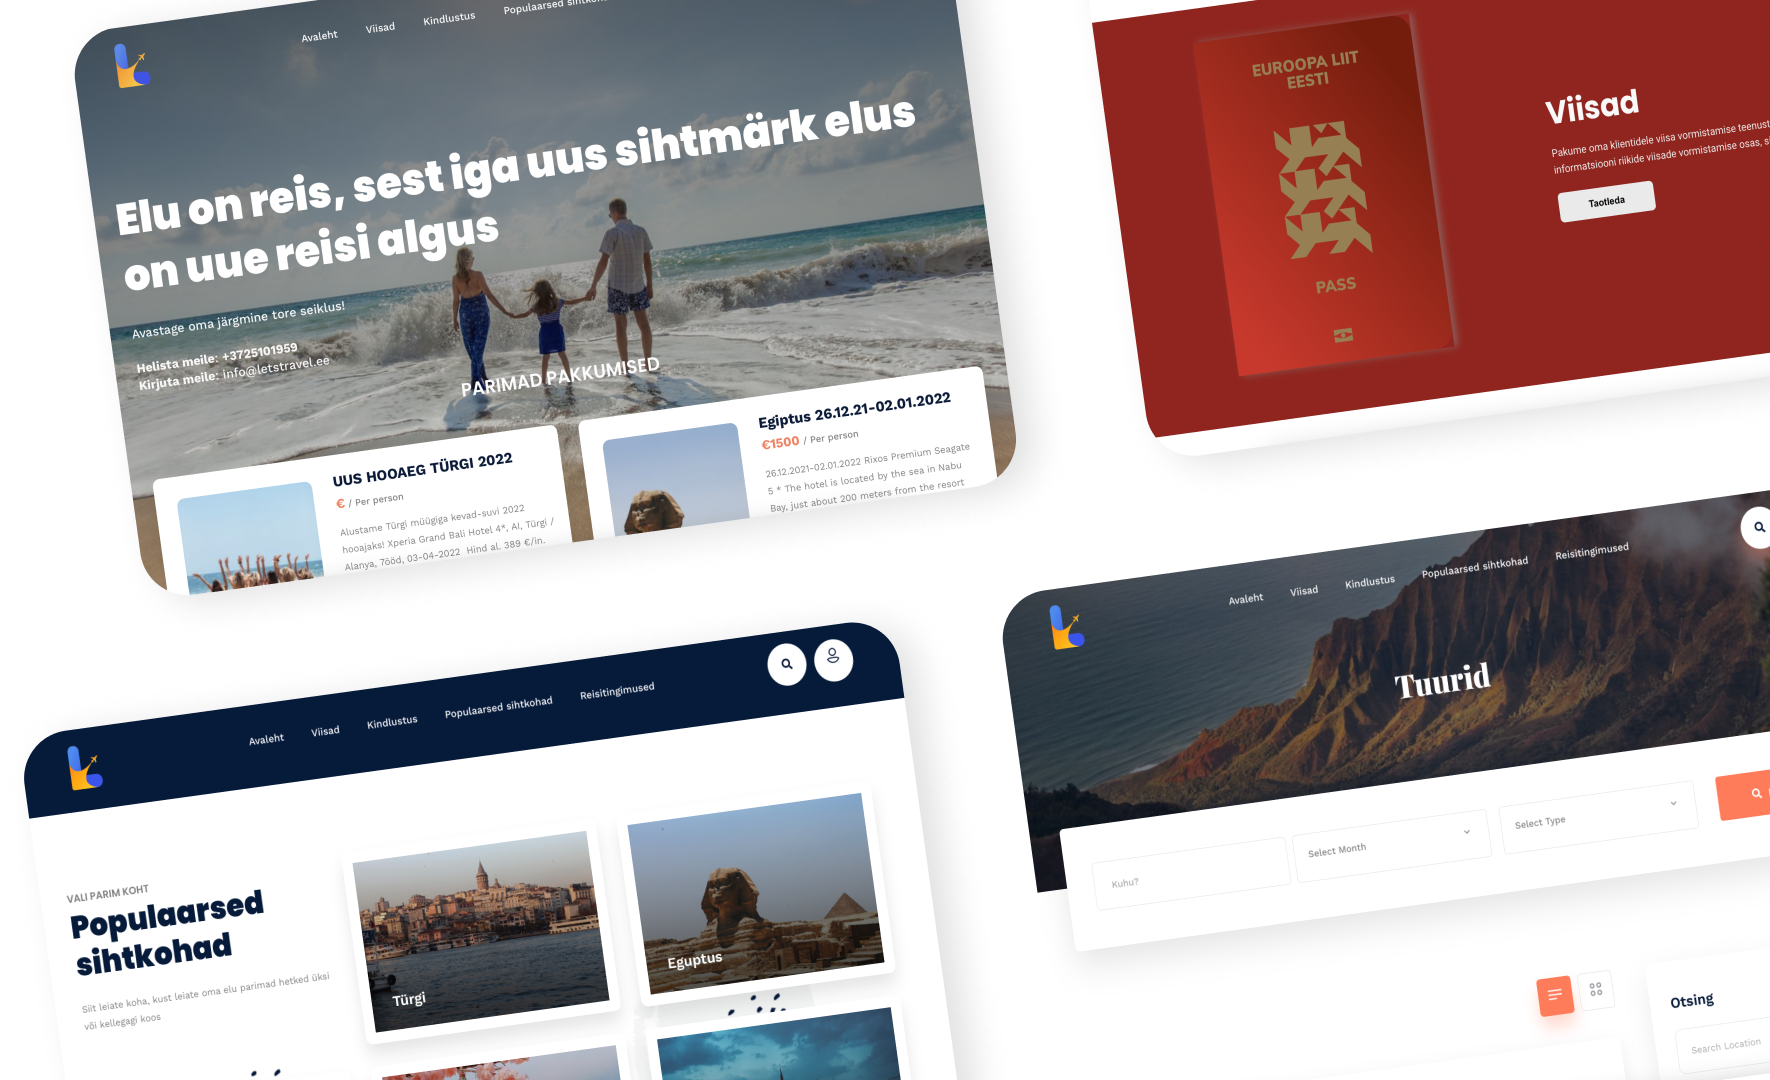 Avaleht
Viisad
Kindlustus
Populaarsed
Elu on reis, sest iga uus sihtmärk elus
on uue reisi algus
Avastage oma järgmine tore seiklus!
Helista meile: +3725101959
Kirjuta meile: info@letstravel.ee
PARIMAD PAKKUMISED
UUS HOOAEG TÜRGI 2022
€ / Per person
Alustame Türgi müügiga kevad-suvi 2022
hooajaks! Xperia Grand Bali Hotel 4*, AI, Türgi /
Alanya, 7ööd, 03-04-2022 Hind al. 389 €/in.
Egiptus 26.12.21-02.01.2022
€1500 / Per person
26.12.2021-02.01.2022 Rixos Premium Seagate
5 * The hotel is located by the sea in Nabu
Bay, just about 200 meters from the resort
EUROOPA LIIT
EESTI
PASS
Viisad
Pakume oma klientidele viisa vormistamise
informatsiooni riikide viisade vormistamise osas,
Taotleda
Avaleht
Viisad
Kindlustus
Populaarsed sihtkohad
Reisitingimused
VALI PARIM KOHT
Populaarsed
sihtkohad
Siit leiate koha, kust leiate oma elu parimad hetked üksi
või kellegagi koos
Türgi
Eguptus
Avaleht
Viisad
Kindlustus
Populaarsed sihtkohad
Reisitingimused
Tuurid
Kuhu?
Select Month
Select Type
Otsing
Search Location